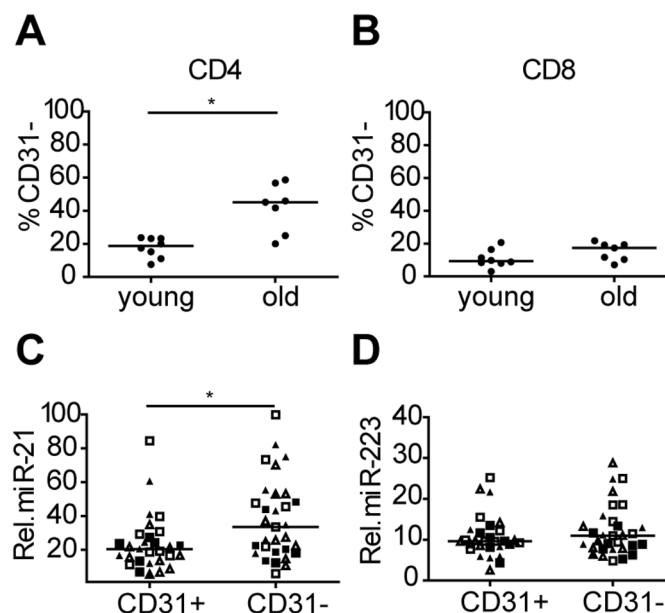 A
B
CD4
CD8
*
% CD31-
100
80
60
40
20
0
young
old
% CD31-
100
80
60
40
20
0
young
old
C
D
*
Rel.miR-21
100
80
60
40
20
CD31+
CD31-
Rel.miR-223
40
30
20
10
0
CD31+
CD31-